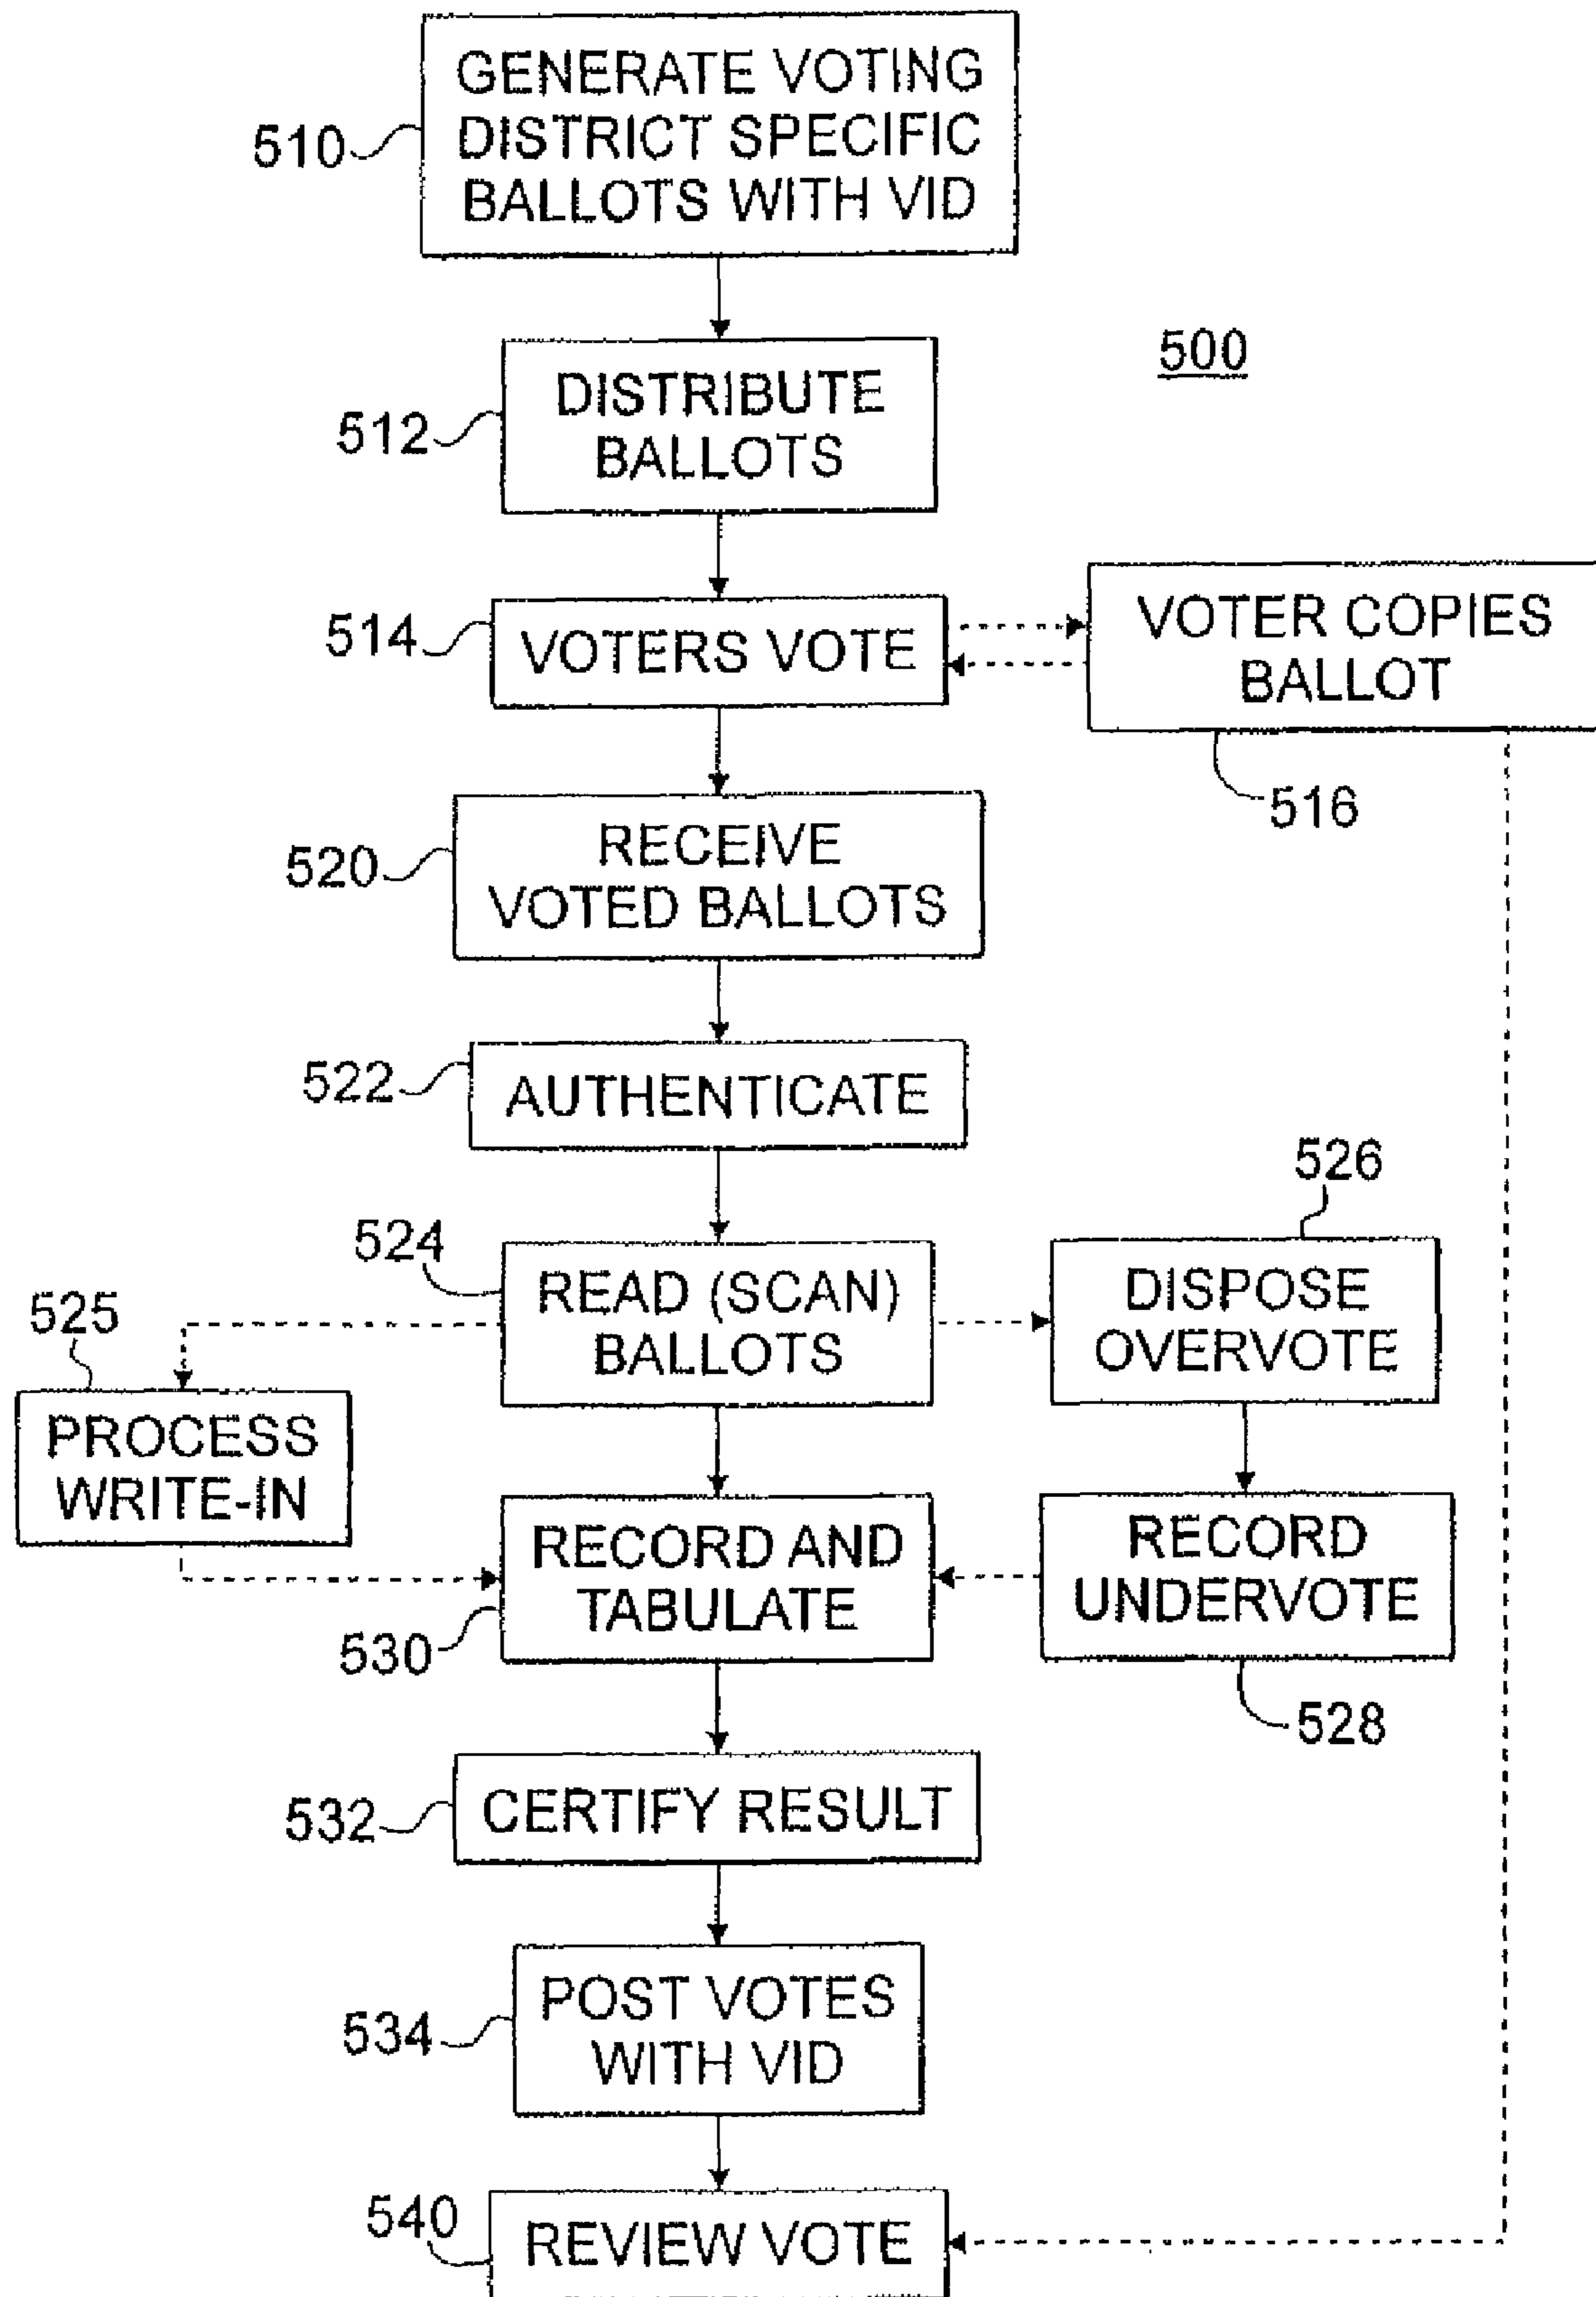 GENERATE VOTING
DISTRICT SPECIFIC
BALLOTS WITH VID
510
500
DISTRIBUTE
BALLOTS
512
VOTERS VOTE
514
VOTER COPIES
BALLOT
516
RECEIVE
VOTED BALLOTS
520
AUTHENTICATE
522
READ (SCAN)
BALLOTS
524
526
DISPOSE
OVERVOTE
525
PROCESS
WRITE-IN
RECORD AND
TABULATE
530
RECORD
UNDERVOTE
528
CERTIFY RESULT
532
POST VOTES
WITH VID
534
REVIEW VOTE
540